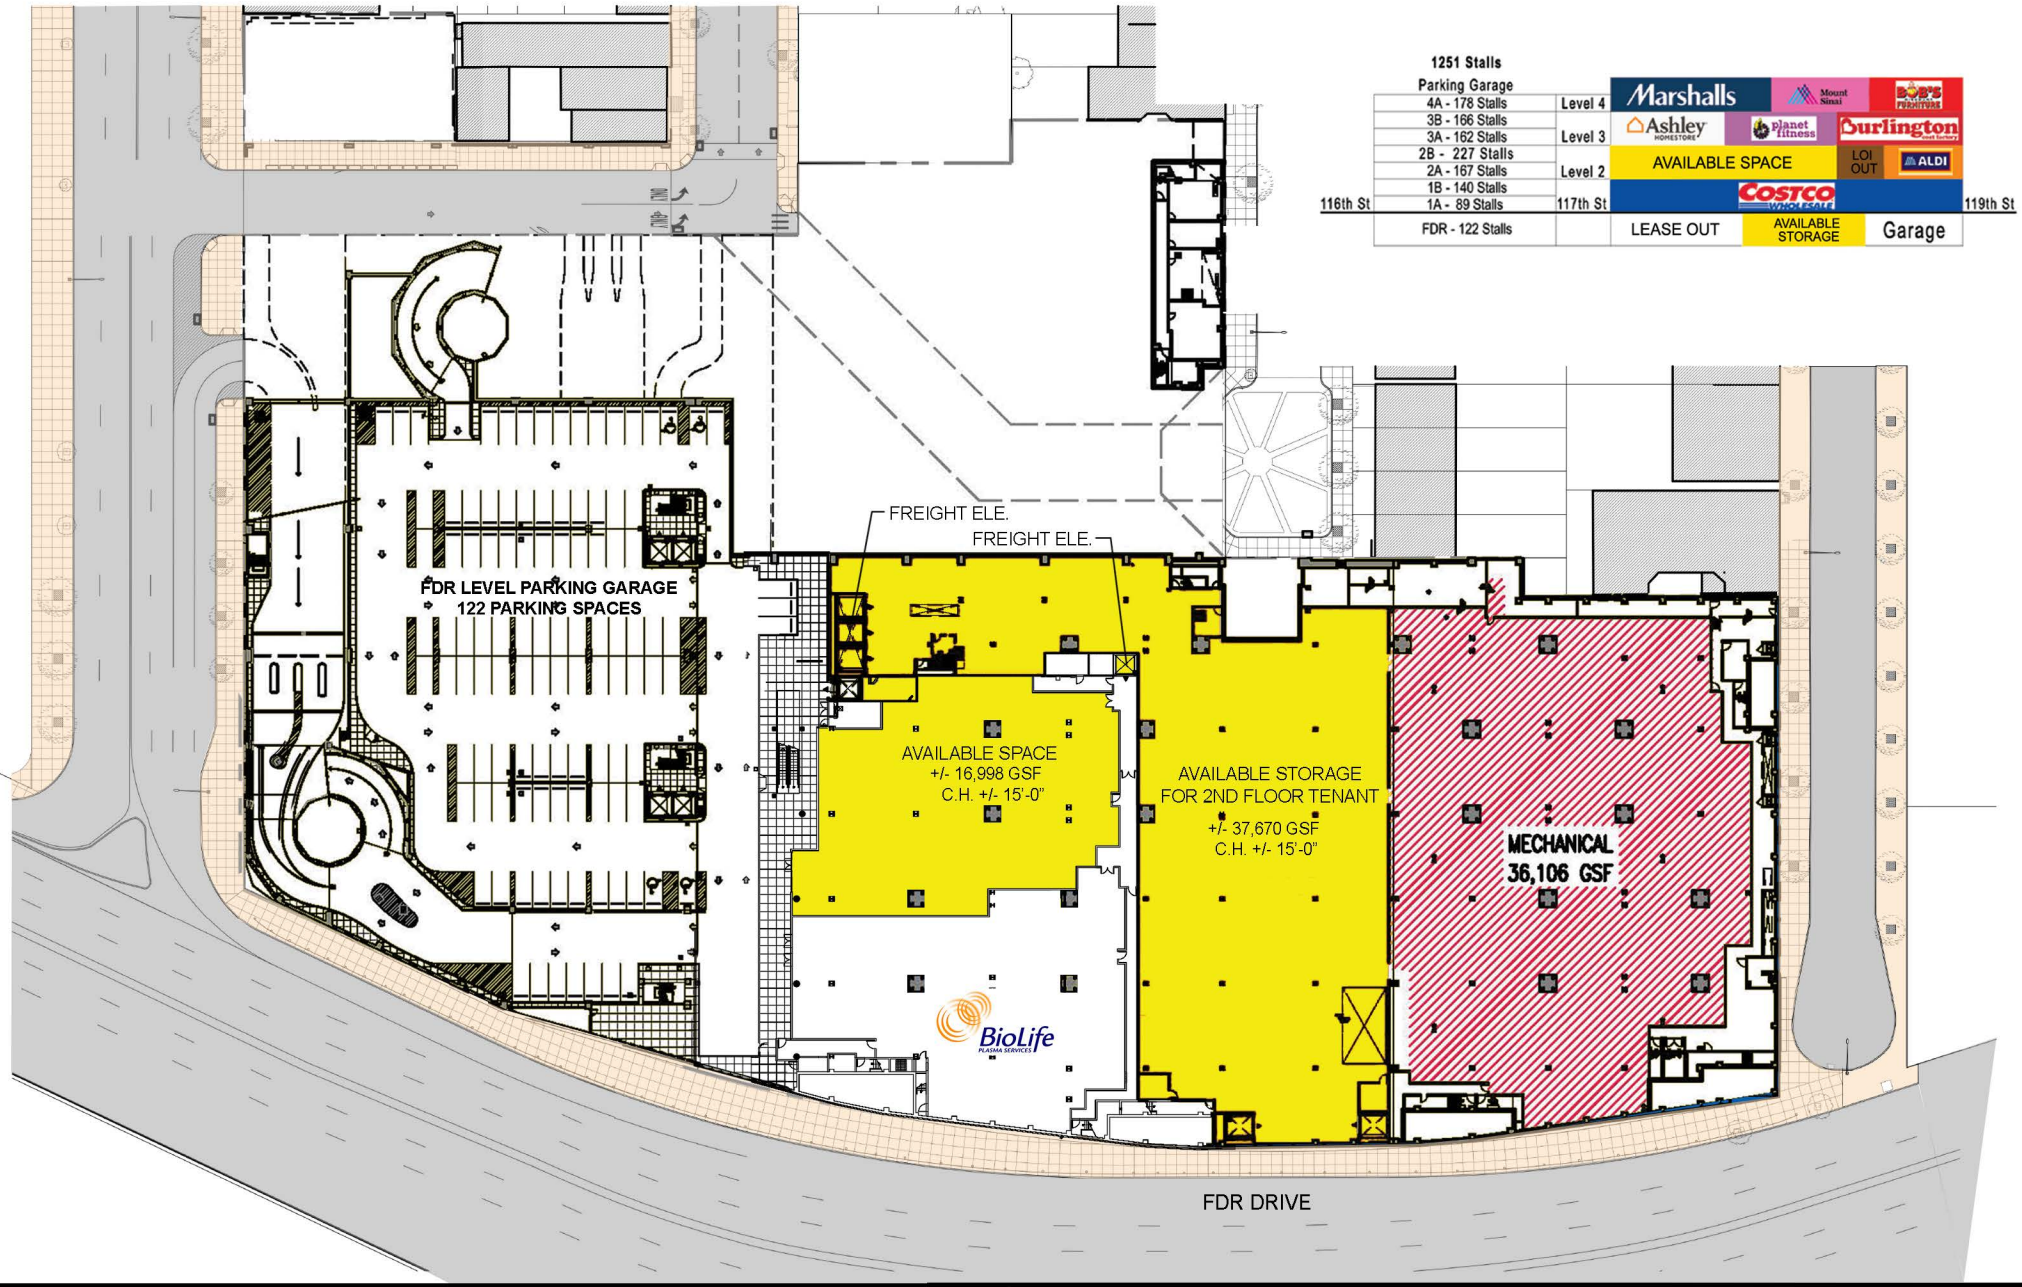 1251 Stalls
Parking Garage
4A - 178 Stalls
Level 4
Marshalls
Mount
Sinai
BOB'S
FURNITURE
3B - 166 Stalls
3A - 162 Stalls
Level 3
Ashley
HOMESTORE
planet
fitness
Burlington
coat factory
2B - 227 Stalls
2A - 167 Stalls
Level 2
AVAILABLE SPACE
LOI
OUT
ALDI
1B - 140 Stalls
116th St
1A - 89 Stalls
117th St
COSTCO
WHOLESALE
119th St
FDR - 122 Stalls
LEASE OUT
AVAILABLE
STORAGE
Garage
ONLY
ONLY
FREIGHT ELE.
FREIGHT ELE.
FDR LEVEL PARKING GARAGE
122 PARKING SPACES
AVAILABLE SPACE
+/- 16,998 GSF
C.H. +/- 15'-0"
AVAILABLE STORAGE
FOR 2ND FLOOR TENANT
+/- 37,670 GSF
C.H. +/- 15'-0"
MECHANICAL
36,106 GSF
BioLife
PLASMA SERVICES
FDR DRIVE